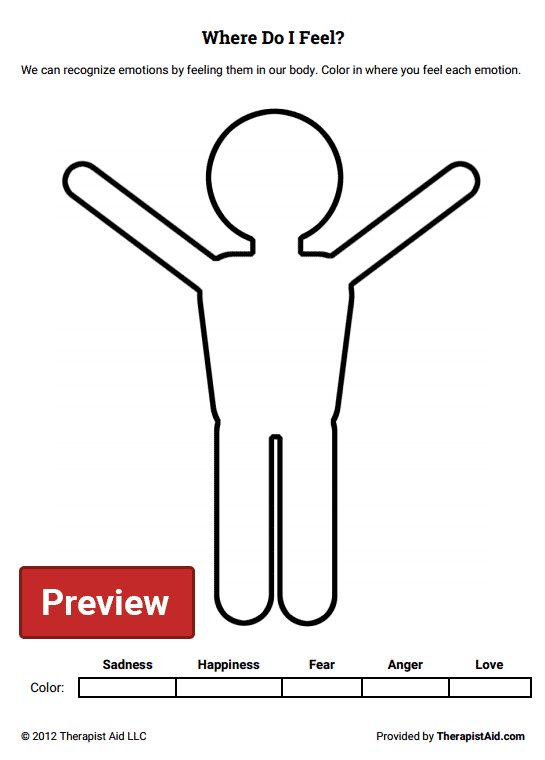 Where Do I Feel?
We can recognize emotions by feeling them in our body. Color in where you feel each emotion.
Preview
Sadness Happiness Fear Anger Love
Color:
© 2012 Therapist Aid LLC Provided by TherapistAid.com